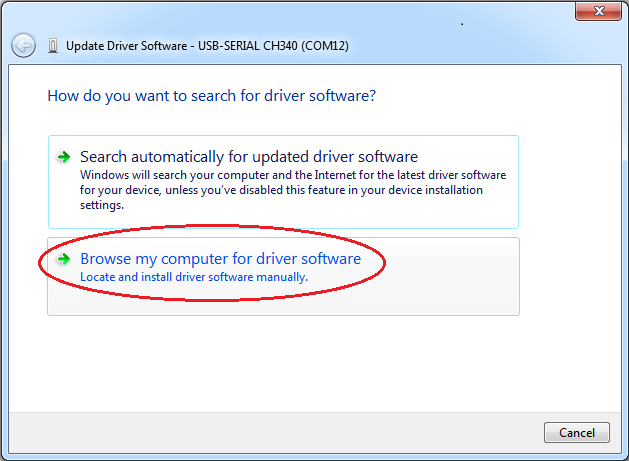 Update Driver Software - USB-SERIAL CH340 (COM12)
How do you want to search for driver software?
Search automatically for updated driver software
Windows will search your computer and the Internet for the latest driver software
for your device, unless you've disabled this feature in your device installation
settings.
Browse my computer for driver software
Locate and install driver software manually.
Cancel